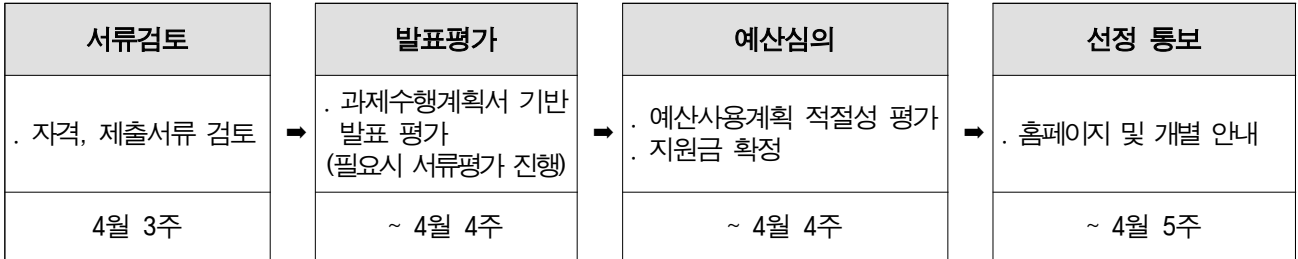 서류검토
. 자격, 제출서류 검토
4월 3주
➡
발표평가
. 과제수행계획서 기반
발표 평가
(필요시 서류평가 진행)
~ 4월 4주
➡
예산심의
. 예산사용계획 적절성 평가
. 지원금 확정
~ 4월 4주
➡
선정 통보
. 홈페이지 및 개별 안내
~ 4월 5주